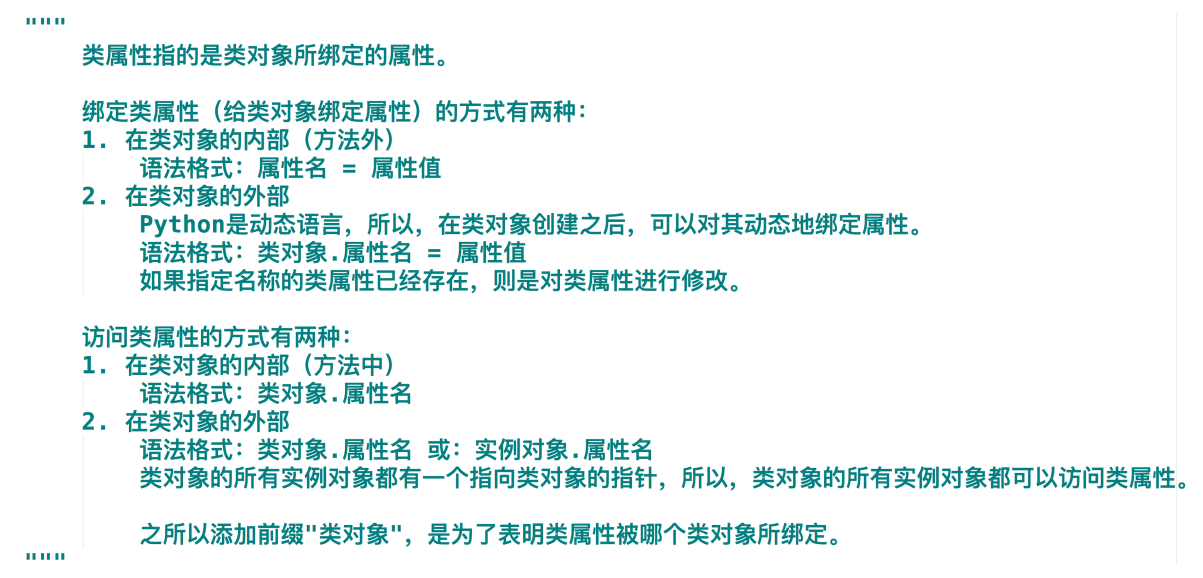 """
类属性指的是类对象所绑定的属性。
绑定类属性（给类对象绑定属性）的方式有两种：
1. 在类对象的内部（方法外）
语法格式：属性名 = 属性值
2. 在类对象的外部
Python是动态语言，所以，在类对象创建之后，可以对其动态地绑定属性。
语法格式：类对象.属性名 = 属性值
如果指定名称的类属性已经存在，则是对类属性进行修改。
访问类属性的方式有两种：
1. 在类对象的内部（方法中）
语法格式：类对象.属性名
2. 在类对象的外部
语法格式：类对象.属性名 或：实例对象.属性名
类对象的所有实例对象都有一个指向类对象的指针，所以，类对象的所有实例对象都可以访问类属性。
之所以添加前缀"类对象"，是为了表明类属性被哪个类对象所绑定。
"""